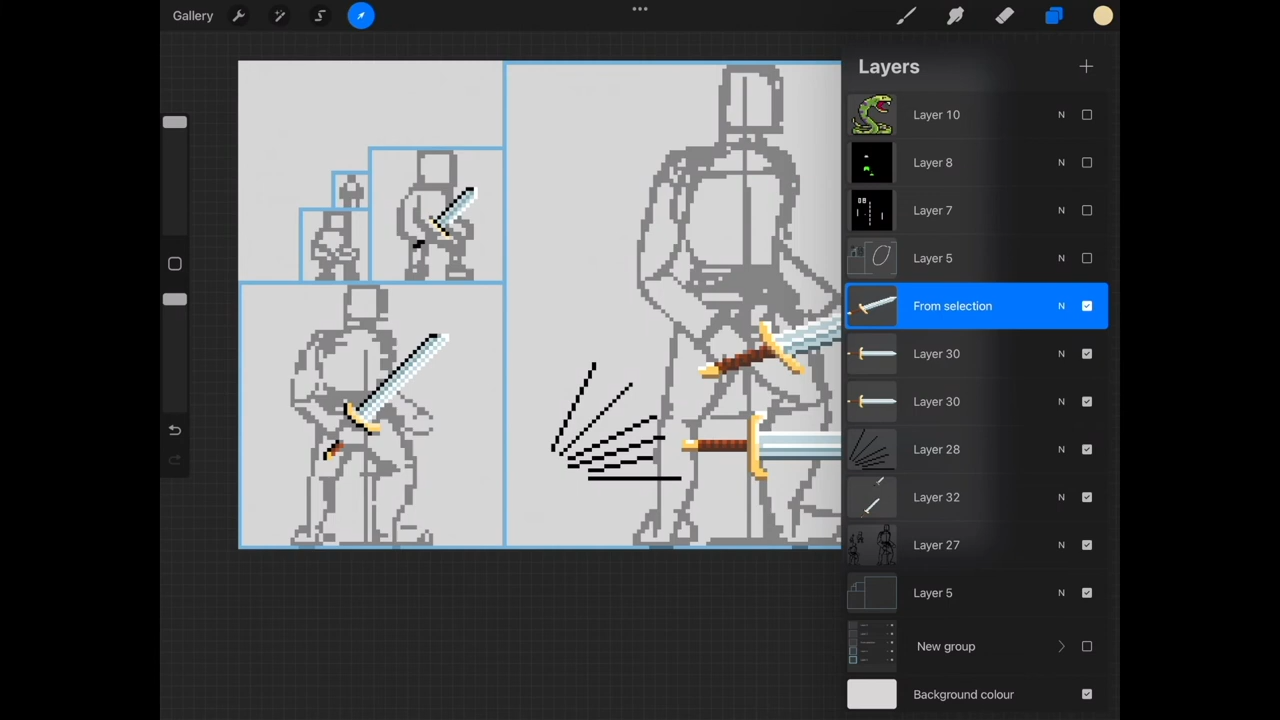 Gallery
Layers
Layer 10 N
Layer 8 N
Layer 7 N
Layer 5 N
From selection N
Layer 30 N
Layer 30 N
Layer 28 N
Layer 32 N
Layer 27 N
Layer 5 N
New group
Background colour